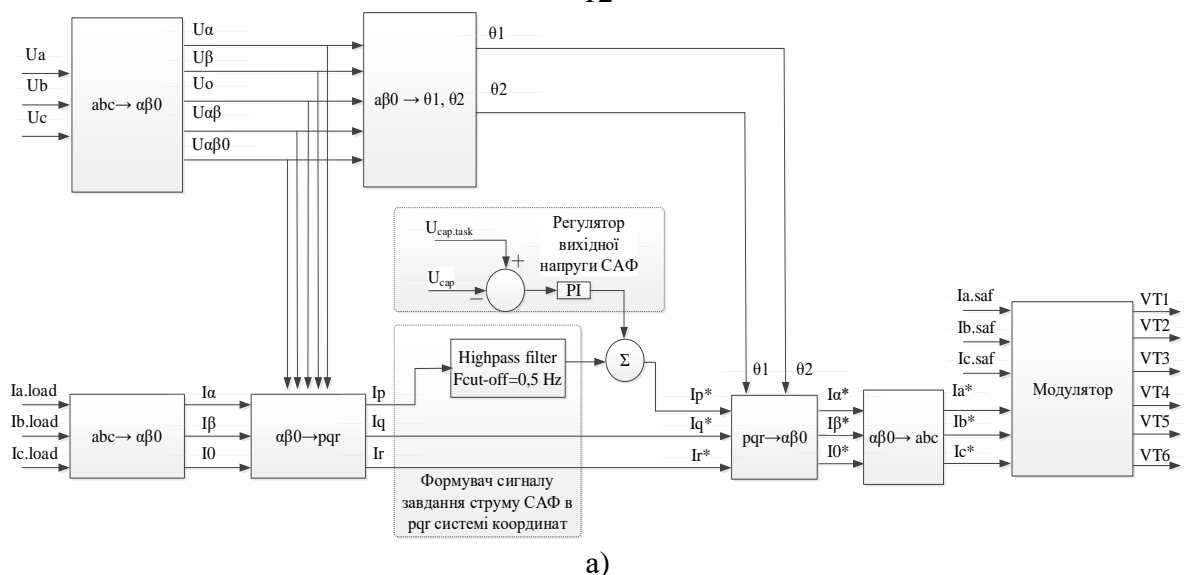 12
Ua
Ub
Uc
abc→ αβ0
Uα
Uβ
Uo
Uαβ
Uαβ0
aβ0 → θ1, θ2
θ1
θ2
Ucap.task
Ucap
+
−
PI
Регулятор
вихідної
напруги САФ
Highpass filter
Fcut-off=0,5 Hz
Σ
Ia.load
Ib.load
Ic.load
abc→ αβ0
Iα
Iβ
I0
αβ0→pqr
Ip
Iq
Ir
Формувач сигналу
завдання струму САФ в
pqr системі координат
Ip*
Iq*
Ir*
θ1
θ2
pqr→αβ0
Iα*
Iβ*
I0*
αβ0→ abc
Ia.saf
Ib.saf
Ic.saf
Ia*
Ib*
Ic*
Модулятор
VT1
VT2
VT3
VT4
VT5
VT6
а)